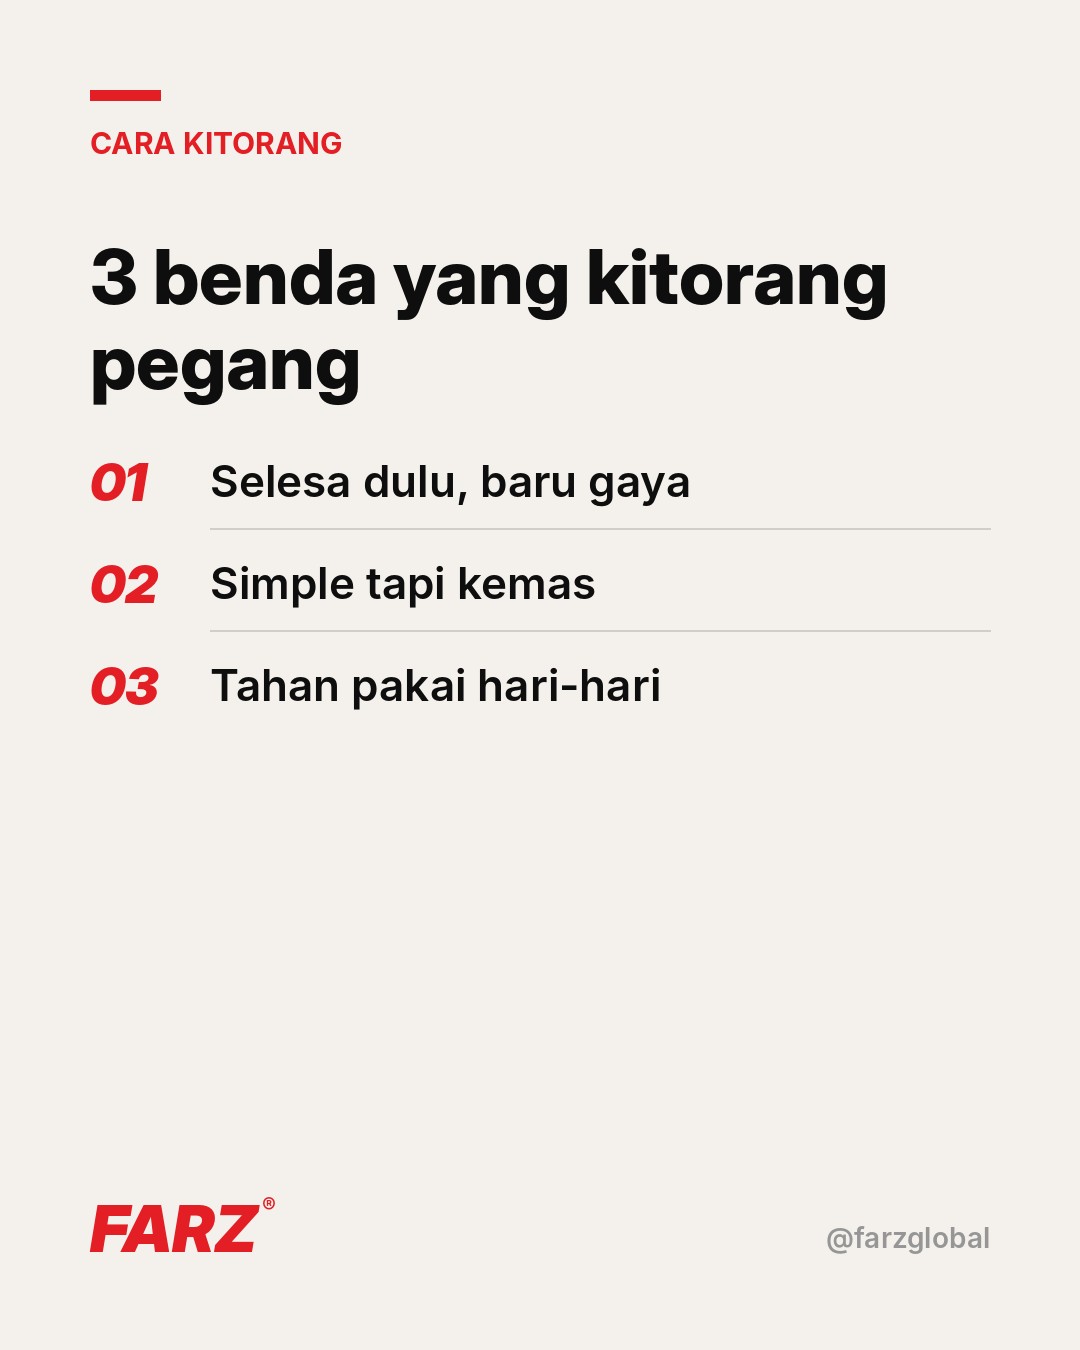 CARA KITORANG
3 benda yang kitorang
pegang
01 Selesa dulu, baru gaya
02 Simple tapi kemas
03 Tahan pakai hari-hari
FARZ®
@farzglobal